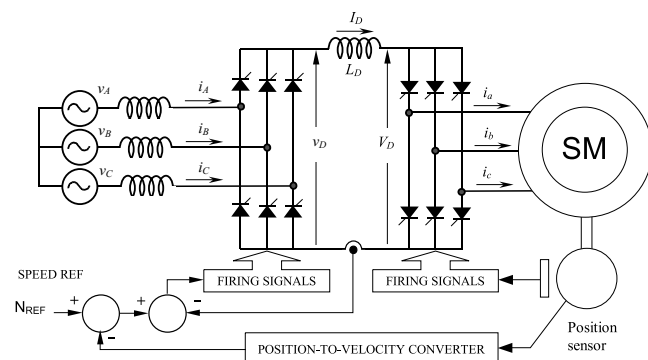 I_D
L_D
v_A
i_A
v_B
i_B
v_C
i_C
v_D
V_D
i_a
i_b
i_c
SM
FIRING SIGNALS
FIRING SIGNALS
SPEED REF
N_REF
+
-
+
-
Position
sensor
POSITION-TO-VELOCITY CONVERTER